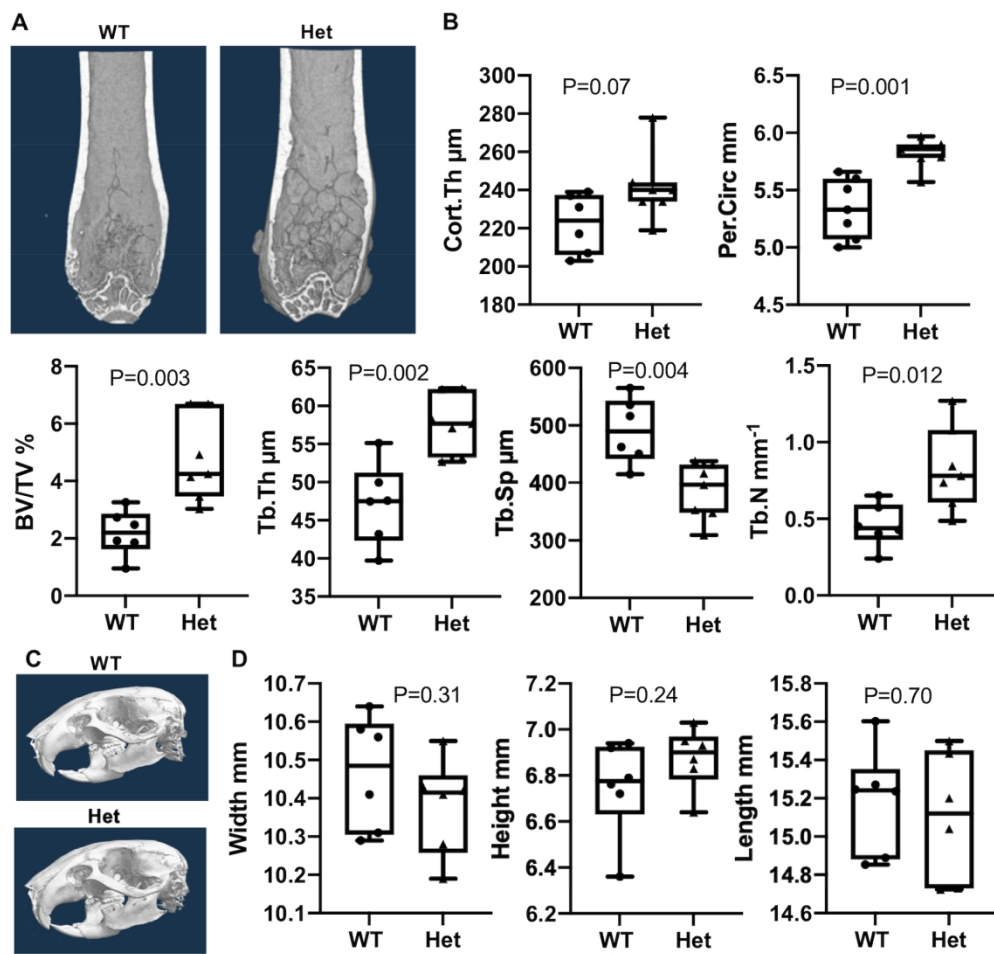 A
WT
Het
B
Cort.Th µm
300
280
260
240
220
200
180
P=0.07
WT
Het
Per.Circ mm
6.5
6.0
5.5
5.0
4.5
P=0.001
WT
Het
BV/TV %
8
6
4
2
0
P=0.003
WT
Het
Tb.Th µm
65
60
55
50
45
40
35
P=0.002
WT
Het
Tb.Sp µm
600
500
400
300
200
P=0.004
WT
Het
Tb.N mm⁻¹
1.5
1.0
0.5
0.0
P=0.012
WT
Het
C
WT
Het
D
Width mm
10.7
10.6
10.5
10.4
10.3
10.2
10.1
P=0.31
WT
Het
Height mm
7.2
7.0
6.8
6.6
6.4
6.2
P=0.24
WT
Het
Length mm
15.8
15.6
15.4
15.2
15.0
14.8
14.6
P=0.70
WT
Het